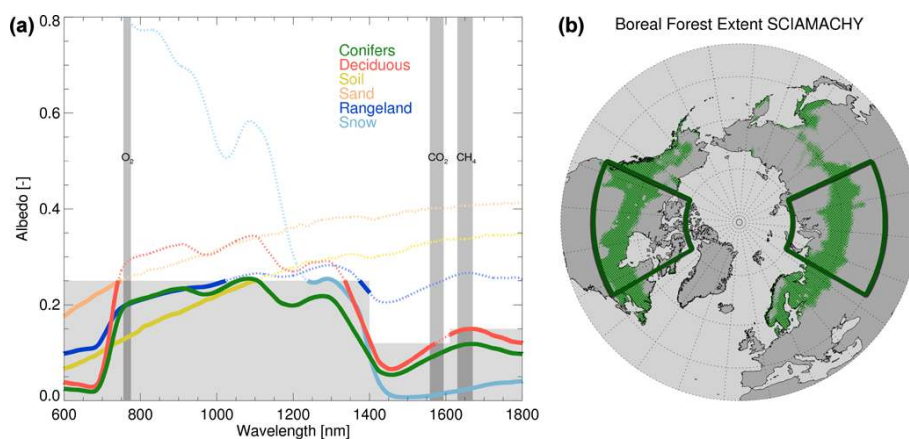 (a)
Conifers
Deciduous
Soil
Sand
Rangeland
Snow
O2
CO2
CH4
Albedo [-]
0.8
0.6
0.4
0.2
0.0
600
800
1000
1200
1400
1600
1800
Wavelength [nm]
(b)
Boreal Forest Extent SCIAMACHY